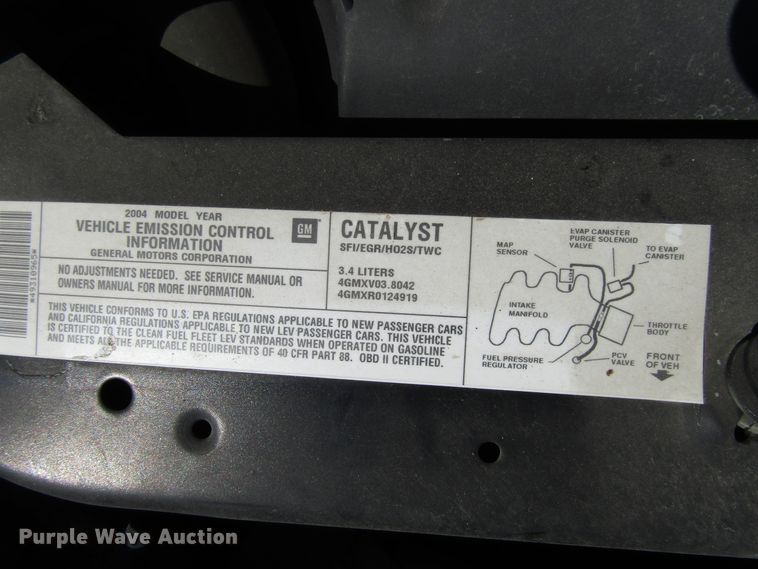 *49310965*
2004 MODEL YEAR
VEHICLE EMISSION CONTROL
INFORMATION
GENERAL MOTORS CORPORATION
GM
NO ADJUSTMENTS NEEDED. SEE SERVICE MANUAL OR
OWNERS MANUAL FOR MORE INFORMATION.
CATALYST
SFI/EGR/HO2S/TWC
3.4 LITERS
4GMXV03.8042
4GMXR0124919
THIS VEHICLE CONFORMS TO U.S. EPA REGULATIONS APPLICABLE TO NEW PASSENGER CARS
AND CALIFORNIA REGULATIONS APPLICABLE TO NEW LEV PASSENGER CARS. THIS VEHICLE
IS CERTIFIED TO THE CLEAN FUEL FLEET LEV STANDARDS WHEN OPERATED ON GASOLINE
AND MEETS ALL THE APPLICABLE REQUIREMENTS OF 40 CFR PART 88. OBD II CERTIFIED.
MAP
SENSOR
EVAP CANISTER
PURGE SOLENOID
VALVE
TO EVAP
CANISTER
INTAKE
MANIFOLD
THROTTLE
BODY
FUEL PRESSURE
REGULATOR
PCV
VALVE
FRONT
OF VEH
Purple Wave Auction